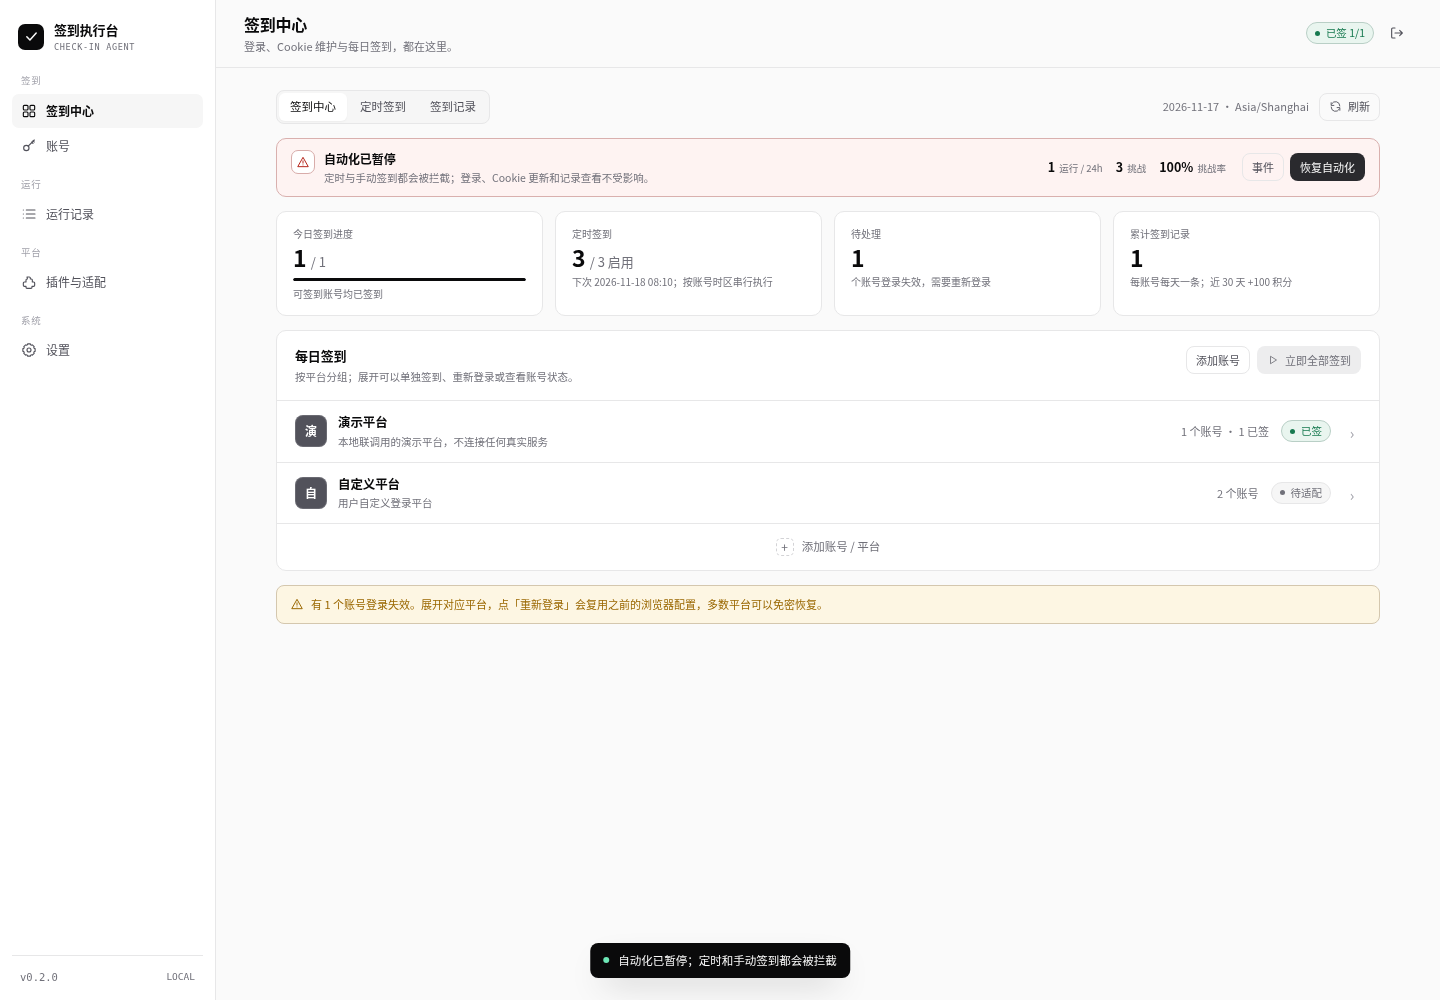 签到执行台
CHECK-IN AGENT
签到
签到中心
账号
运行
运行记录
平台
插件与适配
系统
设置
v0.2.0
LOCAL
签到中心
登录、Cookie 维护与每日签到，都在这里。
已签 1/1
签到中心
定时签到
签到记录
2026-11-17 · Asia/Shanghai
刷新
自动化已暂停
定时与手动签到都会被拦截；登录、Cookie 更新和记录查看不受影响。
1 运行 / 24h
3 挑战
100% 挑战率
事件
恢复自动化
今日签到进度
1 / 1
可签到账号均已签到
定时签到
3 / 3 启用
下次 2026-11-18 08:10；按账号时区串行执行
待处理
1
个账号登录失效，需要重新登录
累计签到记录
1
每账号每天一条；近 30 天 +100 积分
每日签到
按平台分组；展开可以单独签到、重新登录或查看账号状态。
添加账号
立即全部签到
演
演示平台
本地联调用的演示平台，不连接任何真实服务
1 个账号 · 1 已签
已签
自
自定义平台
用户自定义登录平台
2 个账号
待适配
+ 添加账号 / 平台
有 1 个账号登录失效。展开对应平台，点「重新登录」会复用之前的浏览器配置，多数平台可以免密恢复。
自动化已暂停；定时和手动签到都会被拦截